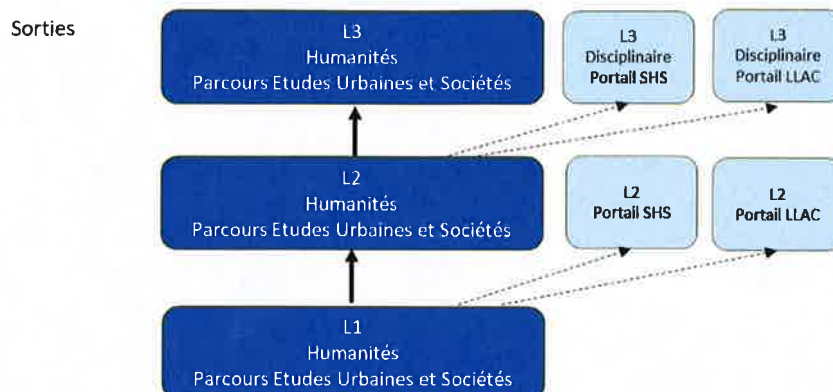 Sorties
L3
Humanités
Parcours Etudes Urbaines et Sociétés
L3
Disciplinaire
Portail SHS
L3
Disciplinaire
Portail LLAC
L2
Humanités
Parcours Etudes Urbaines et Sociétés
L2
Portail SHS
L2
Portail LLAC
L1
Humanités
Parcours Etudes Urbaines et Sociétés